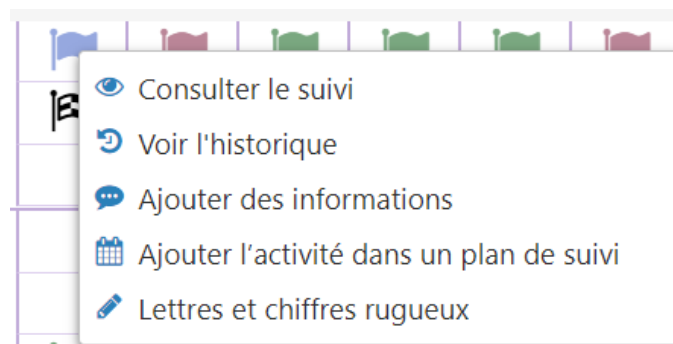 Consulter le suivi
Voir l'historique
Ajouter des informations
Ajouter l’activité dans un plan de suivi
Lettres et chiffres rugueux